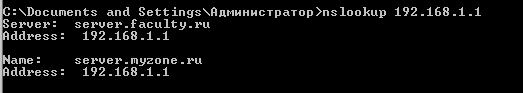 C:\Documents and Settings\Администратор>nslookup 192.168.1.1
Server:  server.faculty.ru
Address:  192.168.1.1

Name:    server.myzone.ru
Address:  192.168.1.1